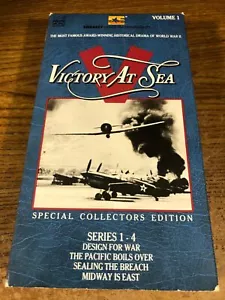 VOLUME 1
THE MOST FAMOUS AWARD-WINNING, HISTORICAL DRAMA OF WORLD WAR II
VICTORY AT SEA
SPECIAL COLLECTORS EDITION
SERIES 1 - 4
DESIGN FOR WAR
THE PACIFIC BOILS OVER
SEALING THE BREACH
MIDWAY IS EAST